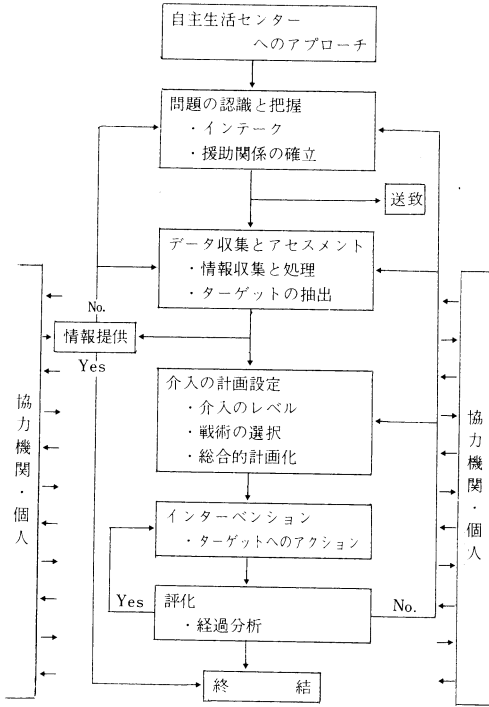 自主生活センター
へのアプローチ
問題の認識と把握
・インテーク
・援助関係の確立
送致
データ収集とアセスメント
・情報収集と処理
・ターゲットの抽出
No.
情報提供
Yes
介入の計画設定
・介入のレベル
・戦術の選択
・総合的計画化
協力機関・個人
協力機関・個人
インターベンション
・ターゲットへのアクション
Yes
評化
・経過分析
No.
終 結